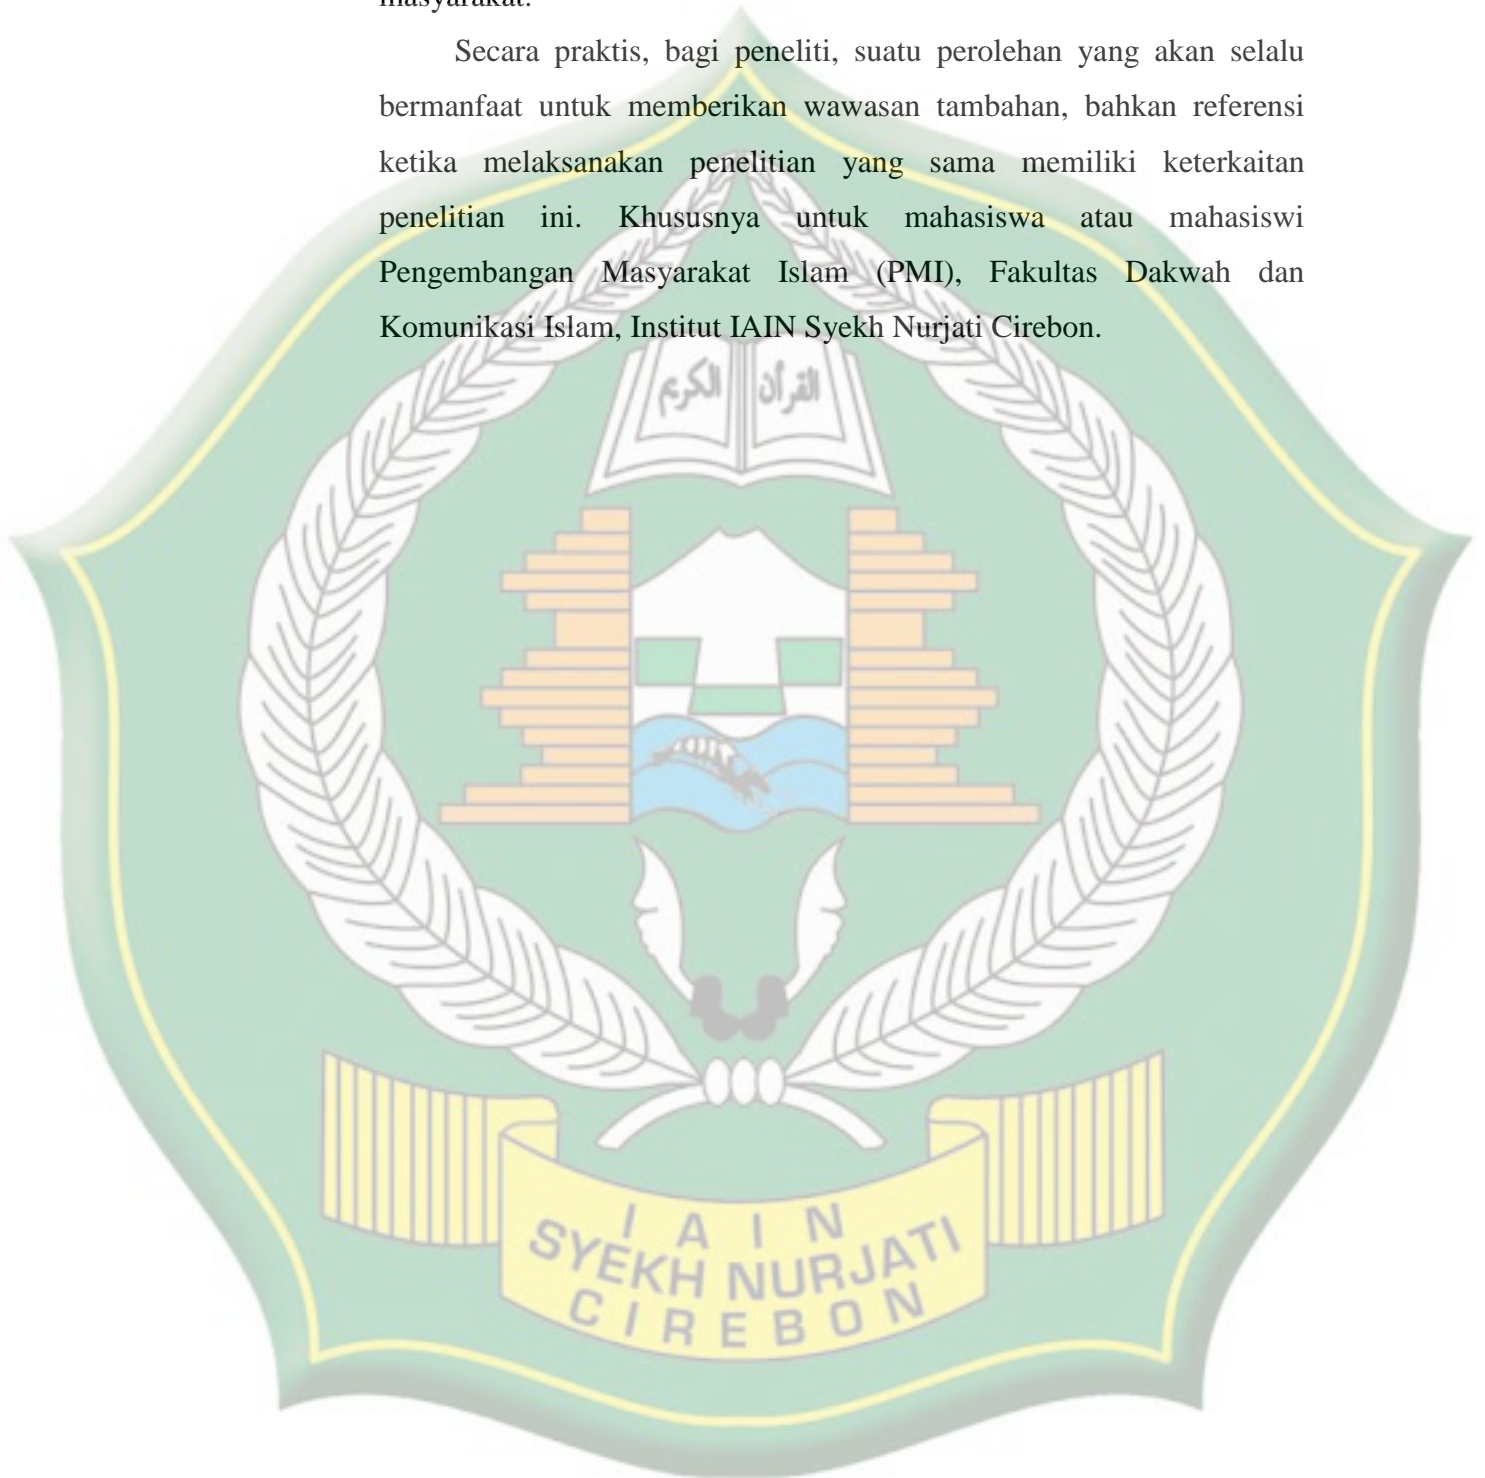 masyarakat.
Secara praktis, bagi peneliti, suatu perolehan yang akan selalu
bermanfaat untuk memberikan wawasan tambahan, bahkan referensi
ketika melaksanakan penelitian yang sama memiliki keterkaitan
penelitian ini. Khususnya untuk mahasiswa atau mahasiswi
Pengembangan Masyarakat Islam (PMI), Fakultas Dakwah dan
Komunikasi Islam, Institut IAIN Syekh Nurjati Cirebon.
القرأن الكريم
IAIN
SYEKH NURJATI
CIREBON